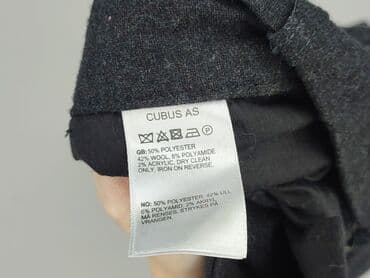 CUBUS AS
GB: 50% POLYESTER
42% WOOL, 6% POLYAMIDE
2% ACRYLIC, DRY CLEAN
ONLY, IRON ON REVERSE.
NO: 50% POLYESTER, 42% ULL
6% POLYAMID, 2% AKRYL
MÅ RENSES, STRYKES PÅ
VRANGEN.